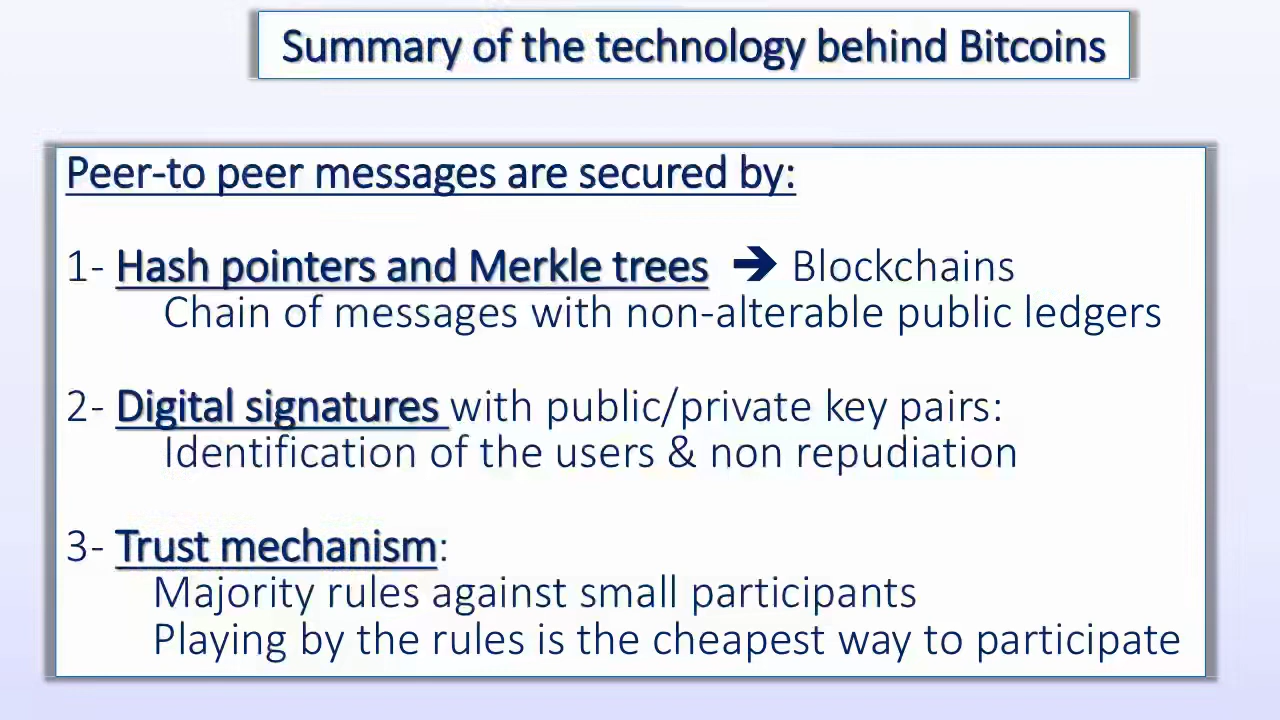 Summary of the technology behind Bitcoins
Peer-to peer messages are secured by:
1- Hash pointers and Merkle trees ➔ Blockchains
Chain of messages with non-alterable public ledgers
2- Digital signatures with public/private key pairs:
Identification of the users & non repudiation
3- Trust mechanism:
Majority rules against small participants
Playing by the rules is the cheapest way to participate